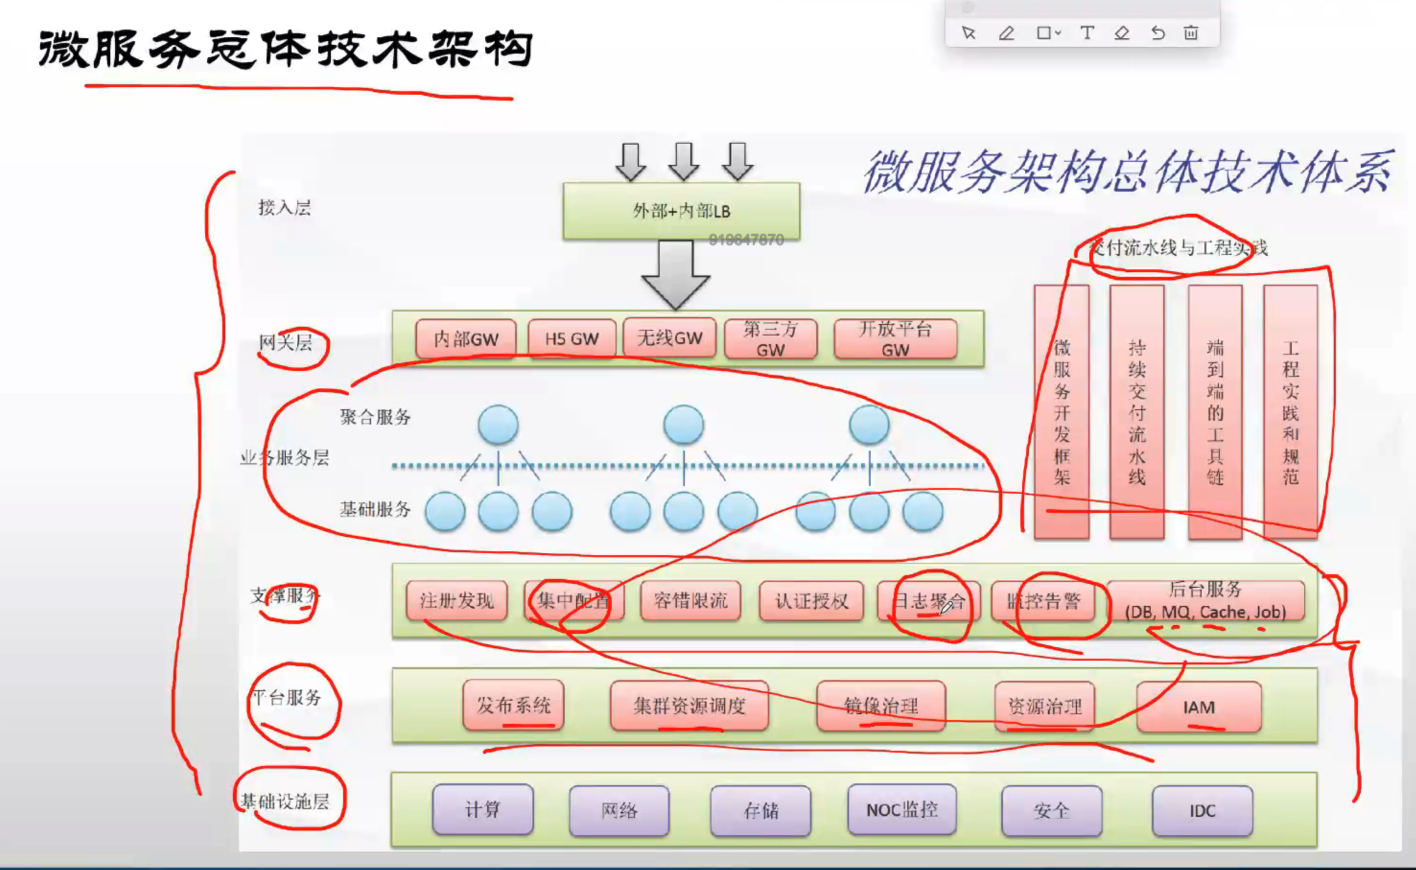 微服务总体技术架构
微服务架构总体技术体系
接入层
外部+内部LB
919647870
交付流水线与工程实践
网关层
内部GW
H5 GW
无线GW
第三方
GW
开放平台
GW
微服务开发框架
持续交付流水线
端到端的工具链
工程实践和规范
聚合服务
业务服务层
基础服务
支撑服务
注册发现
集中配置
容错限流
认证授权
日志聚合
监控告警
后台服务
(DB, MQ, Cache, Job)
平台服务
发布系统
集群资源调度
镜像治理
资源治理
IAM
基础设施层
计算
网络
存储
NOC监控
安全
IDC